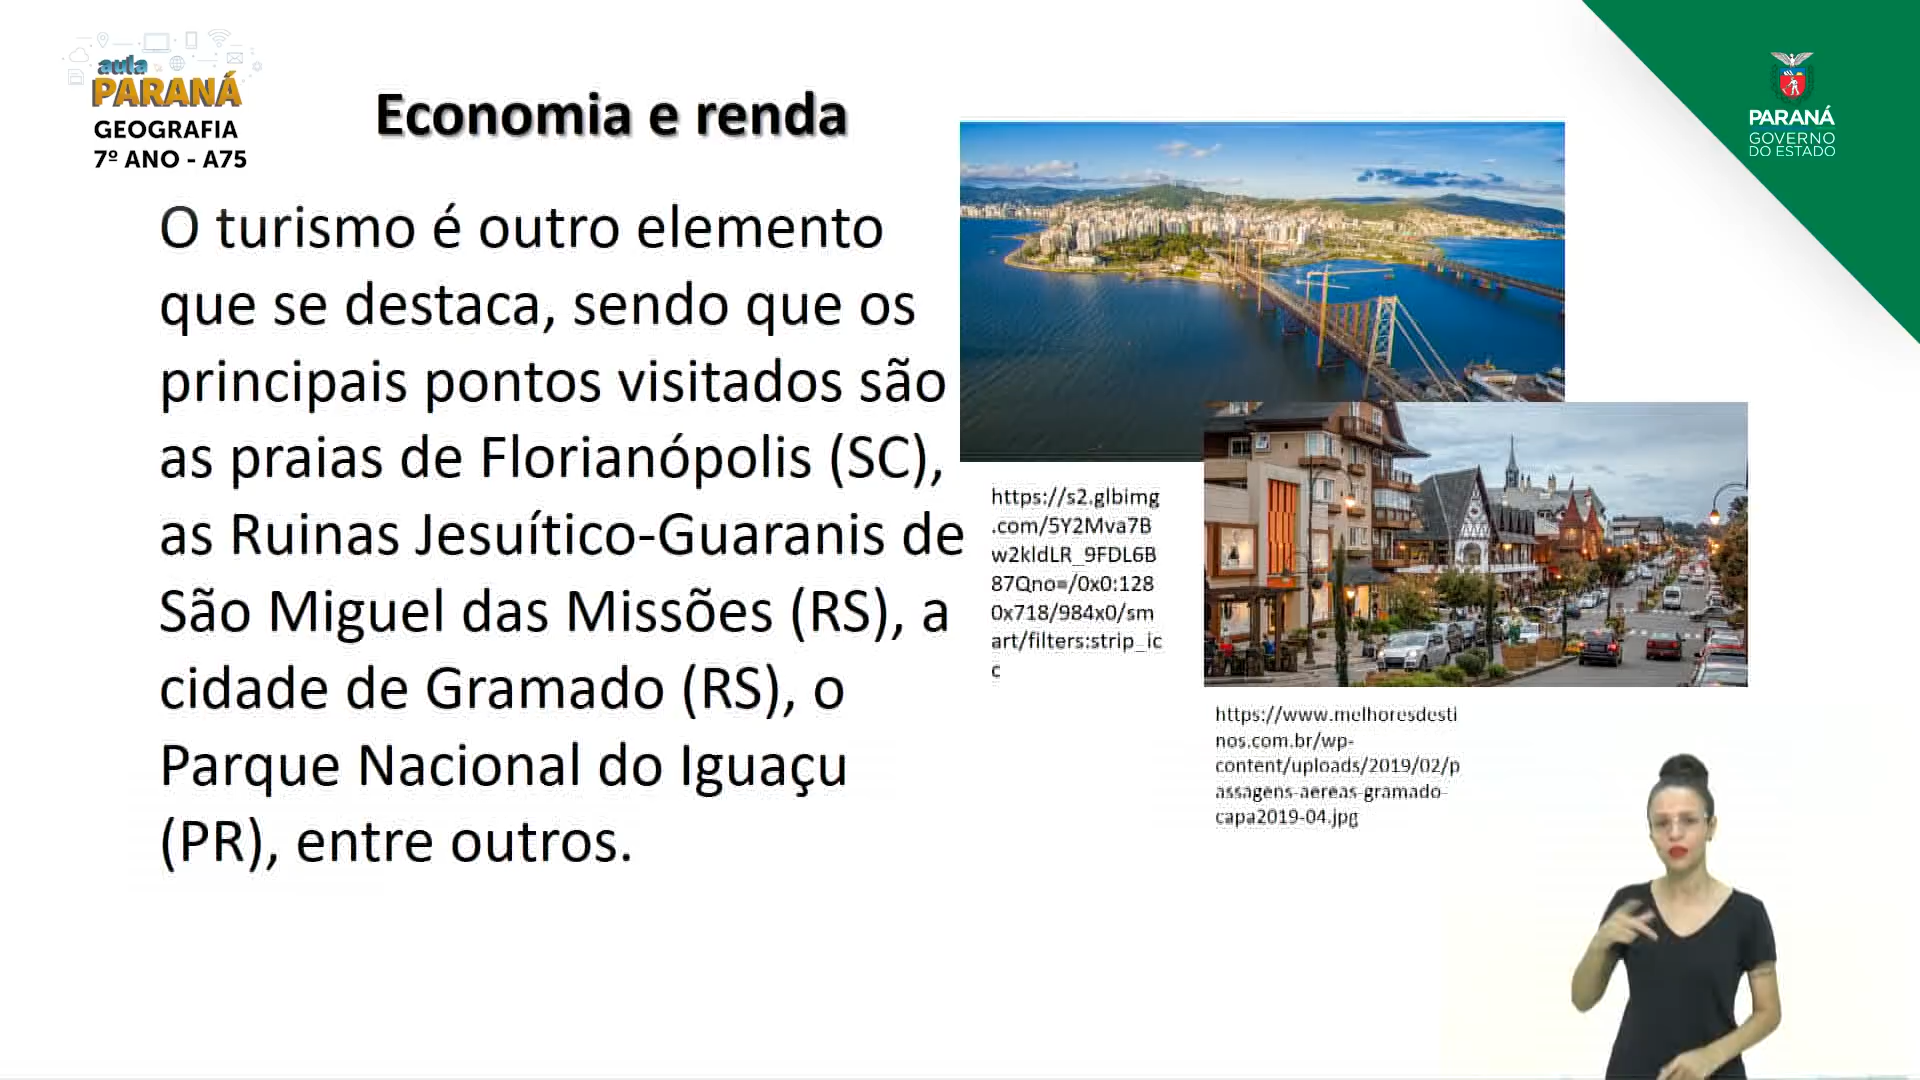 aula
PARANÁ
GEOGRAFIA
7º ANO - A75
Economia e renda
PARANÁ
GOVERNO
DO ESTADO
O turismo é outro elemento
que se destaca, sendo que os
principais pontos visitados são
as praias de Florianópolis (SC),
as Ruinas Jesuítico-Guaranis de
São Miguel das Missões (RS), a
cidade de Gramado (RS), o
Parque Nacional do Iguaçu
(PR), entre outros.
https://s2.glbimg
.com/5Y2Mva7B
w2kldLR_9FDL6B
87Qno=/0x0:128
0x718/984x0/sm
art/filters:strip_ic
c
https://www.melhoresdesti
nos.com.br/wp-
content/uploads/2019/02/p
assagens-aereas-gramado-
capa2019-04.jpg